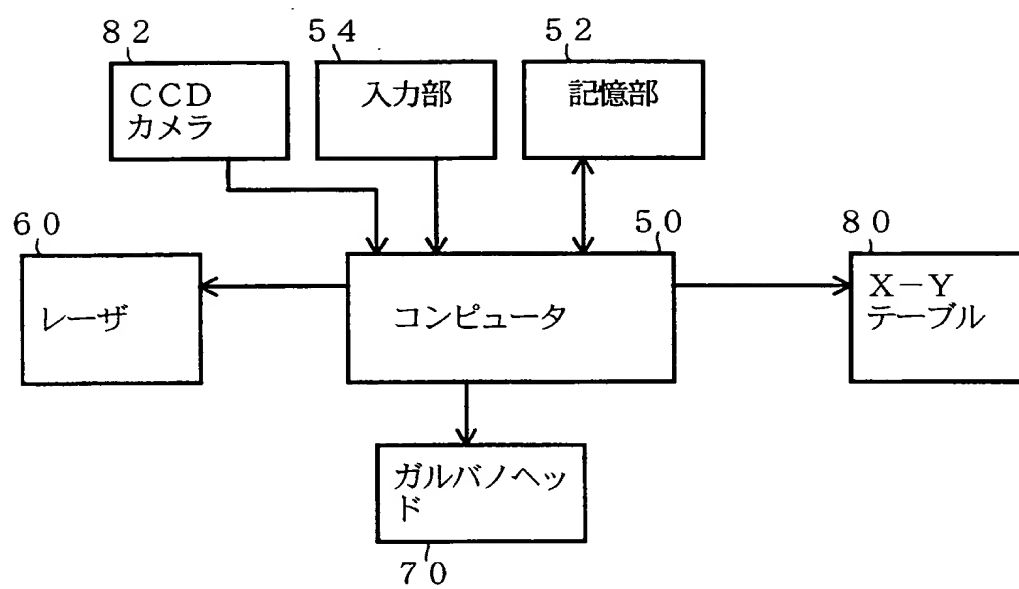 ８２
５４
５２
ＣＣＤ
カメラ
入力部
記憶部
６０
５０
８０
レーザ
コンピュータ
Ｘ－Ｙ
テーブル
ガルバノヘッ
ド
７０